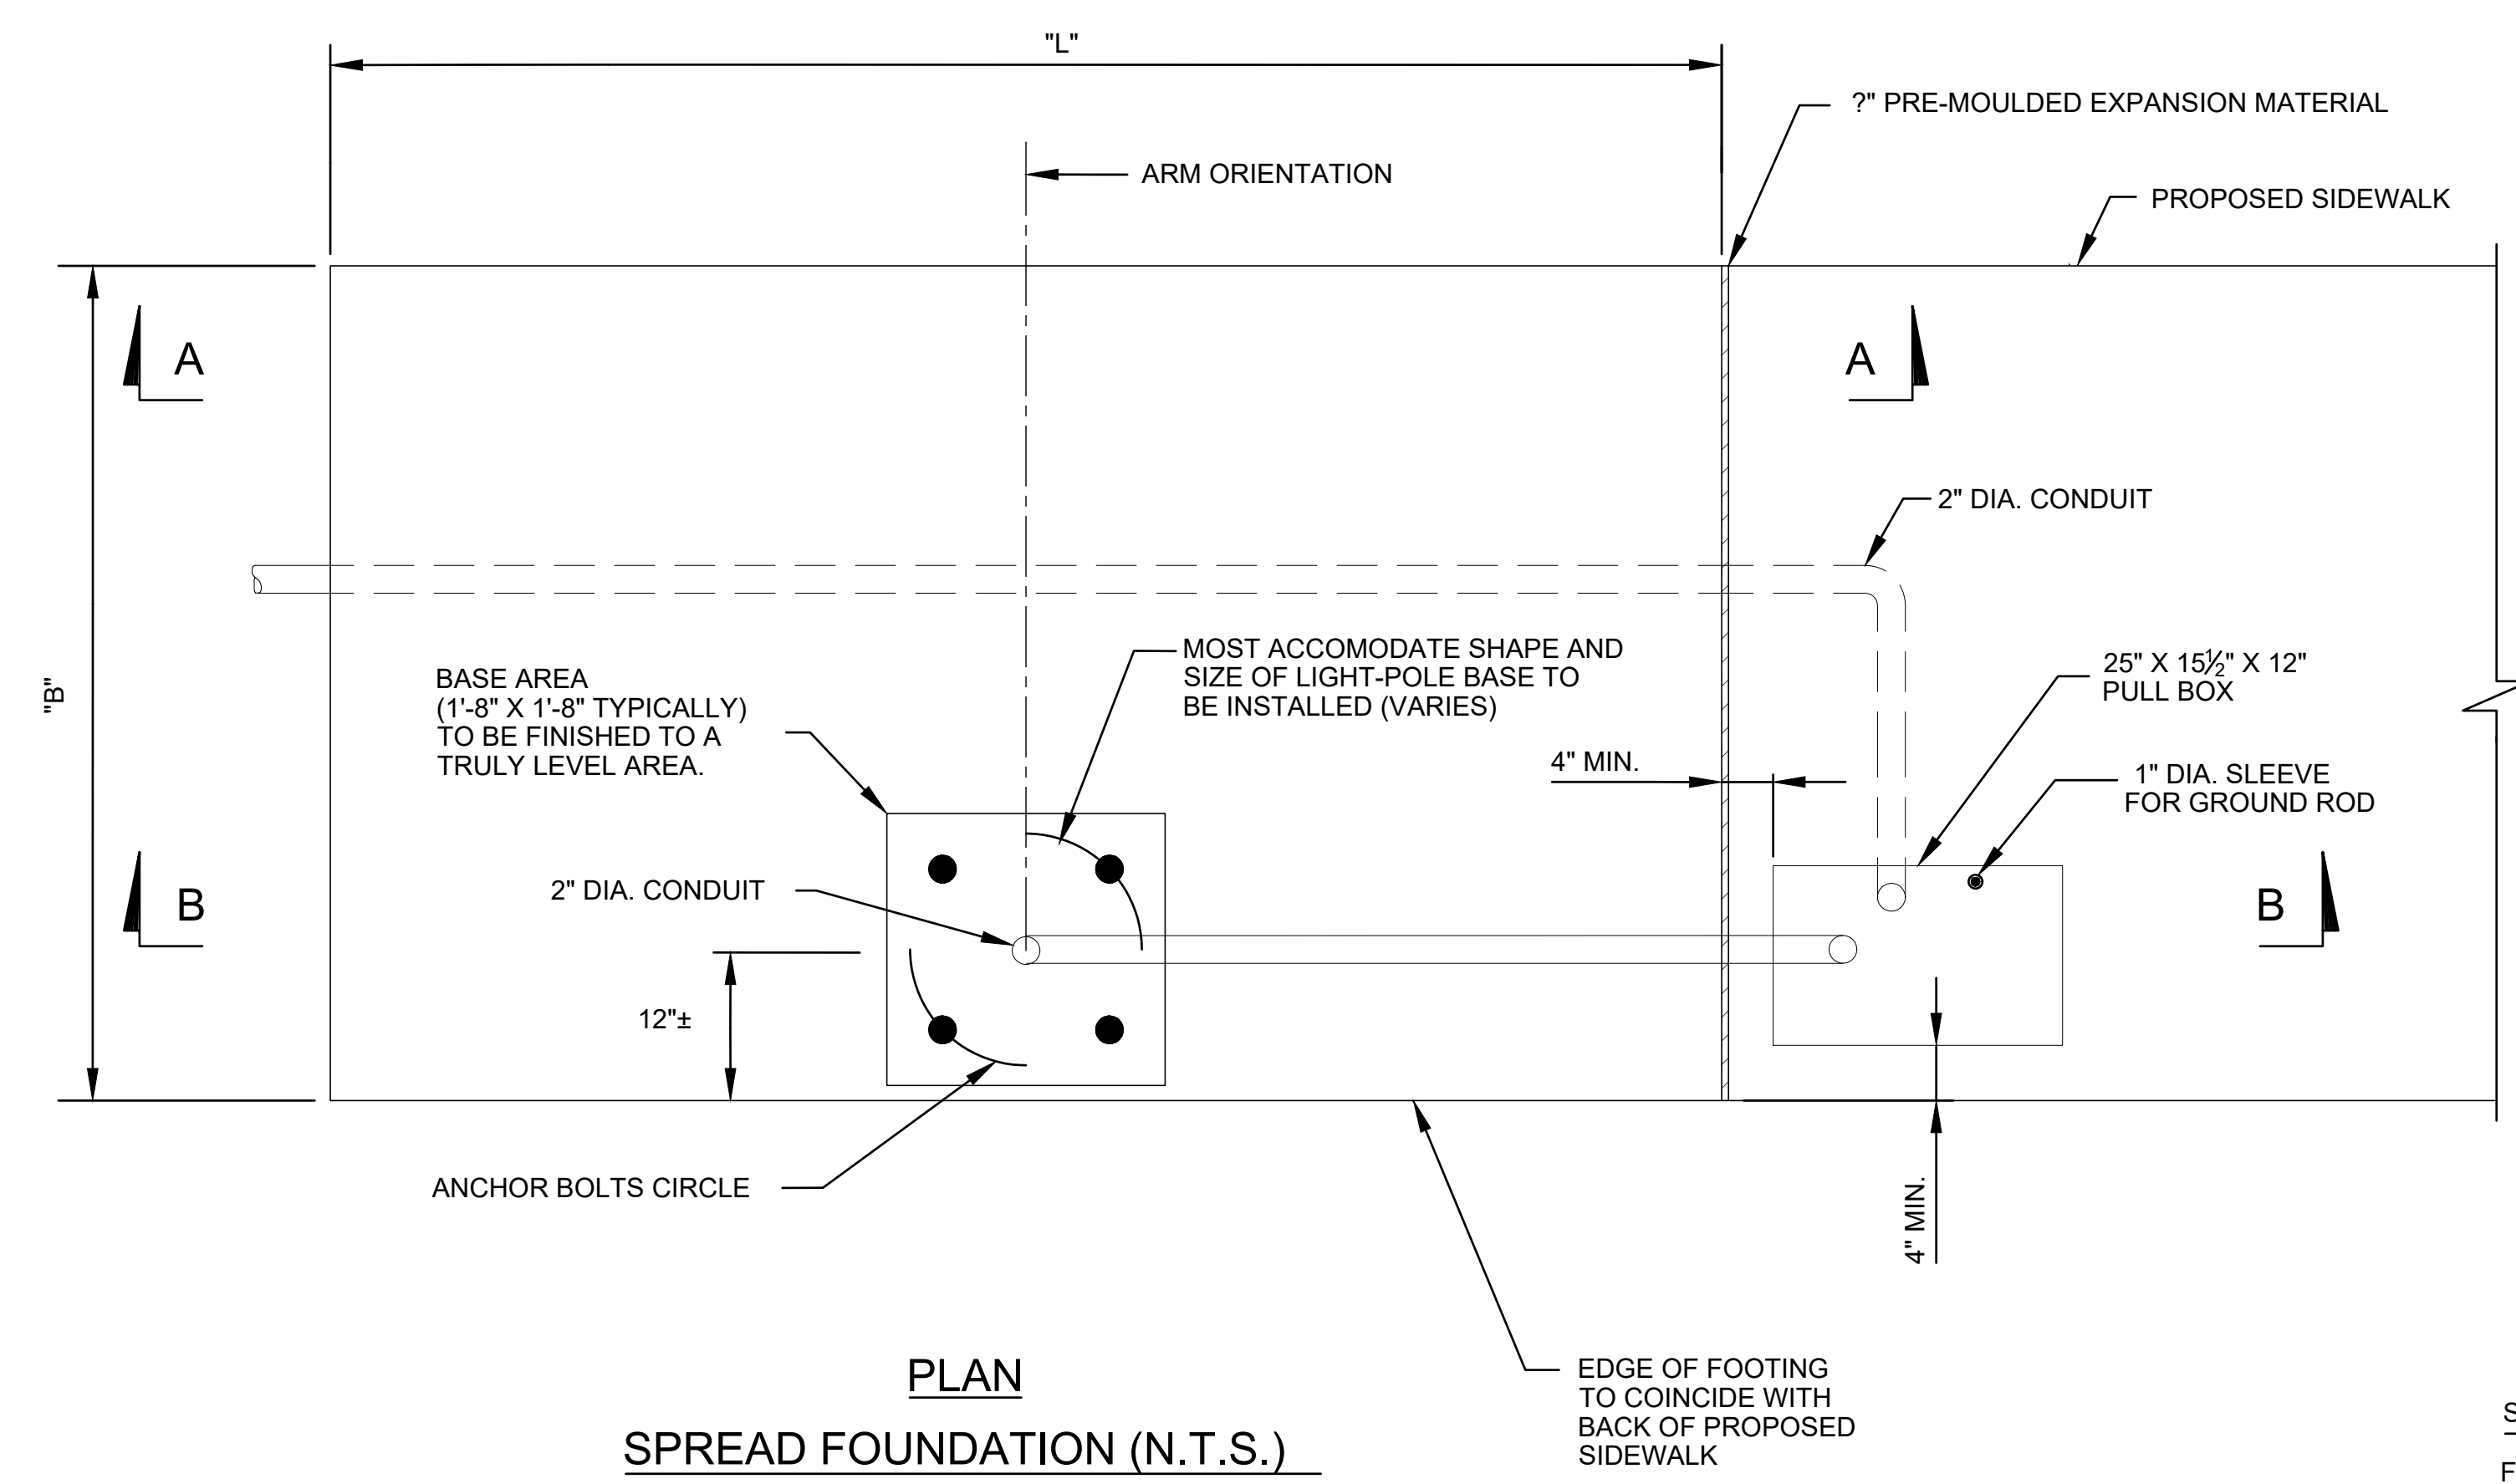 "L"
?" PRE-MOULDED EXPANSION MATERIAL
ARM ORIENTATION
PROPOSED SIDEWALK
A
A
2" DIA. CONDUIT
"B"
BASE AREA
(1'-8" X 1'-8" TYPICALLY)
TO BE FINISHED TO A
TRULY LEVEL AREA.
MOST ACCOMODATE SHAPE AND
SIZE OF LIGHT-POLE BASE TO
BE INSTALLED (VARIES)
25" X 15½" X 12"
PULL BOX
4" MIN.
1" DIA. SLEEVE
FOR GROUND ROD
B
2" DIA. CONDUIT
B
12"±
ANCHOR BOLTS CIRCLE
4" MIN.
EDGE OF FOOTING
TO COINCIDE WITH
BACK OF PROPOSED
SIDEWALK
PLAN
SPREAD FOUNDATION (N.T.S.)